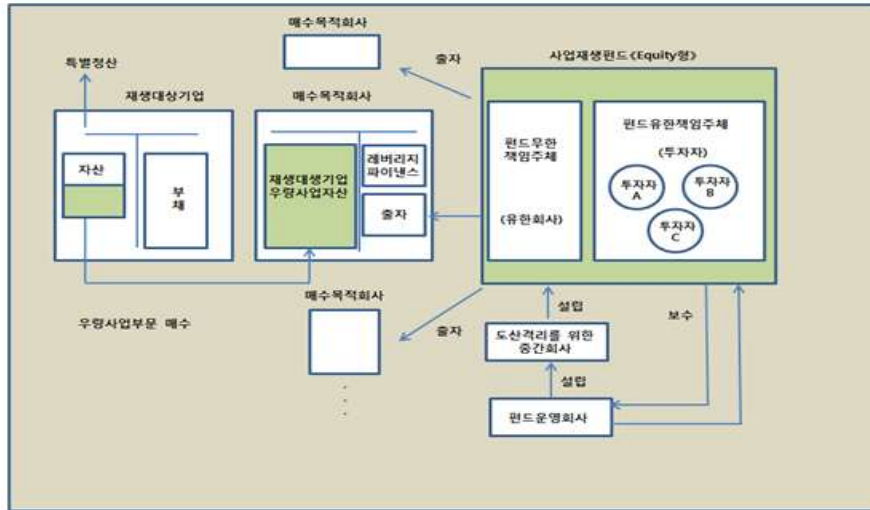 매수목적회사
출자
사업재생펀드《Equity형》
특별정산
재생대상기업
매수목적회사
펀드무한
책임주체
(유한회사)
펀드유한책임주체
(투자자)
투자자
A
투자자
B
투자자
C
자산
부
채
재생대생기업
우량사업자산
레버리지
파이낸스
출자
매수목적회사
우량사업부문 매수
출자
설립
보수
도산격리를 위한
중간회사
설립
펀드운영회사